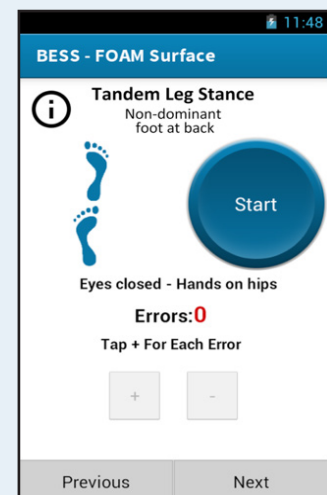 11:48
BESS - FOAM Surface
Tandem Leg Stance
Non-dominant
foot at back
Start
Eyes closed - Hands on hips
Errors:0
Tap + For Each Error
+ -
Previous Next